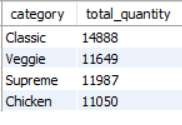 category total_quantity
Classic 14888
Veggie 11649
Supreme 11987
Chicken 11050